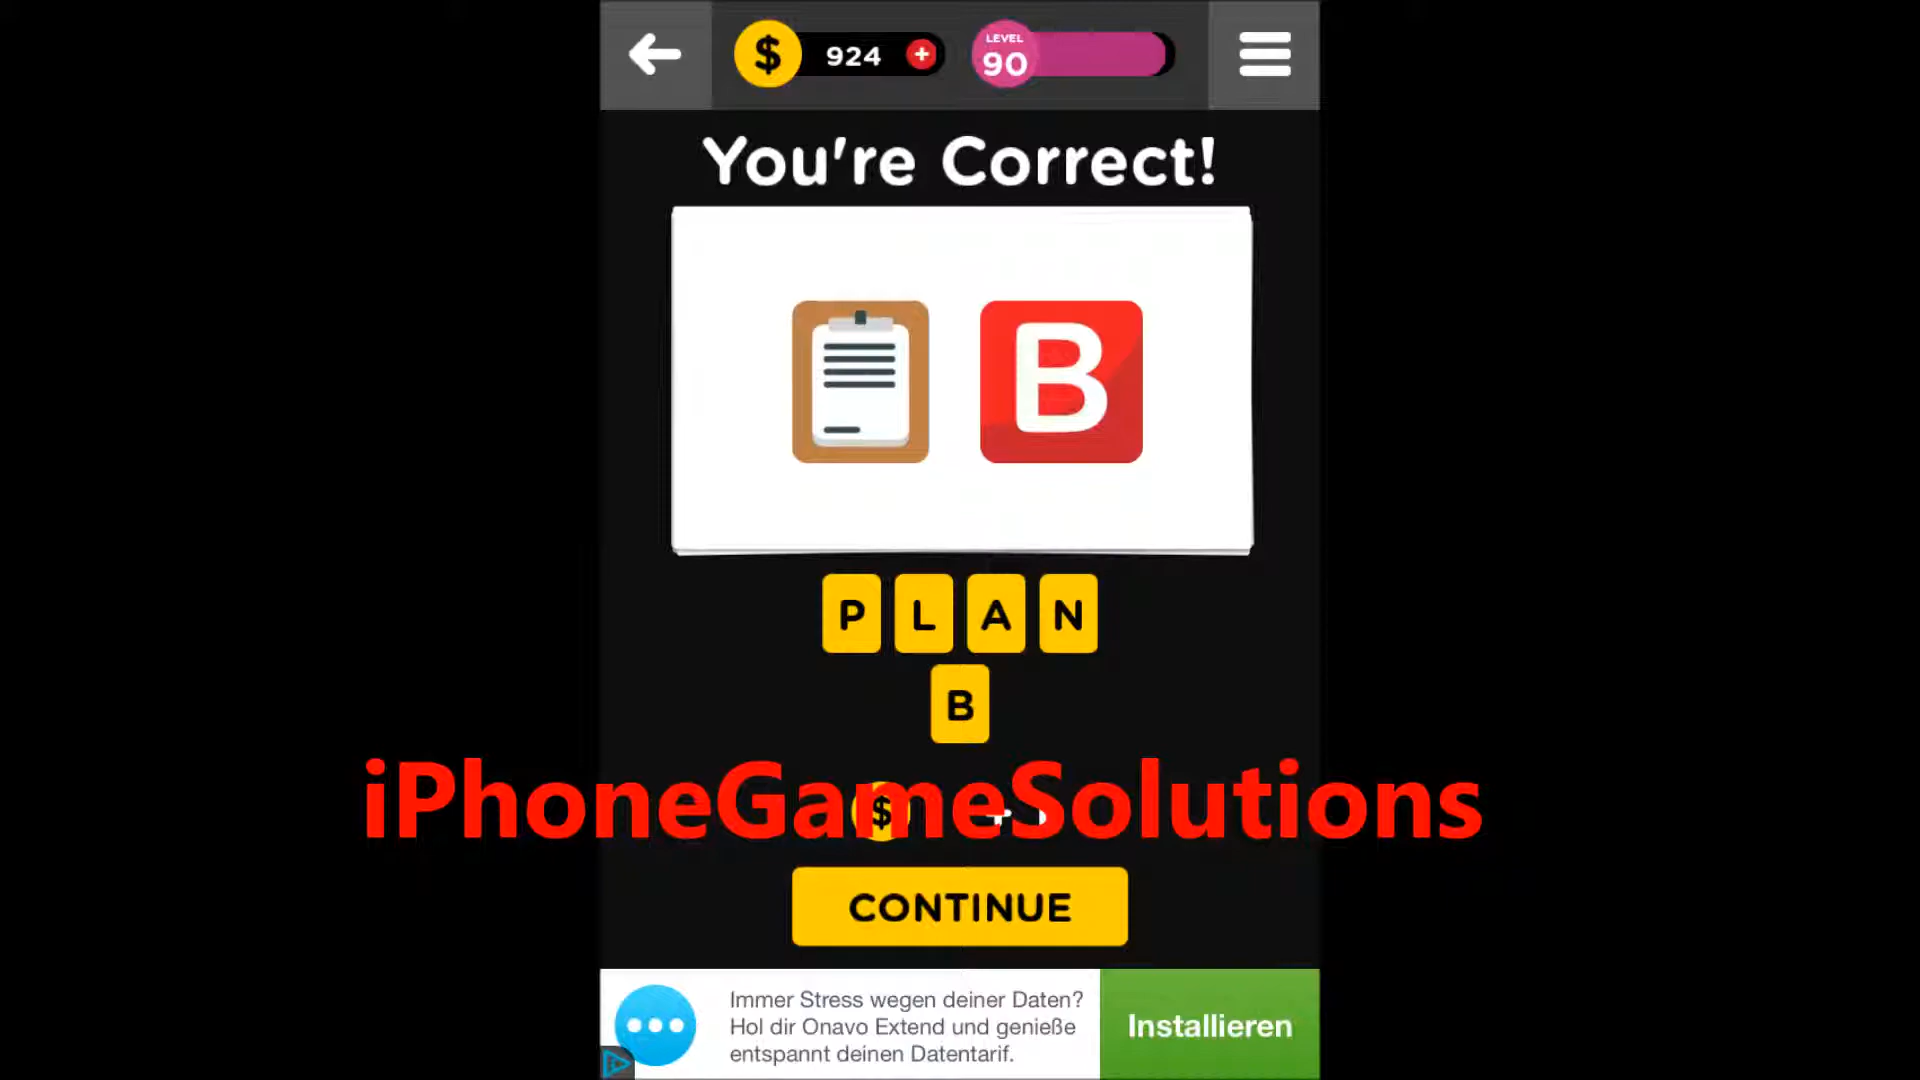 $ 924 +
LEVEL
90
You're Correct!
B
P L A N
B
iPhoneGameSolutions
$ +
CONTINUE
Immer Stress wegen deiner Daten?
Hol dir Onavo Extend und genieße
entspannt deinen Datentarif.
Installieren